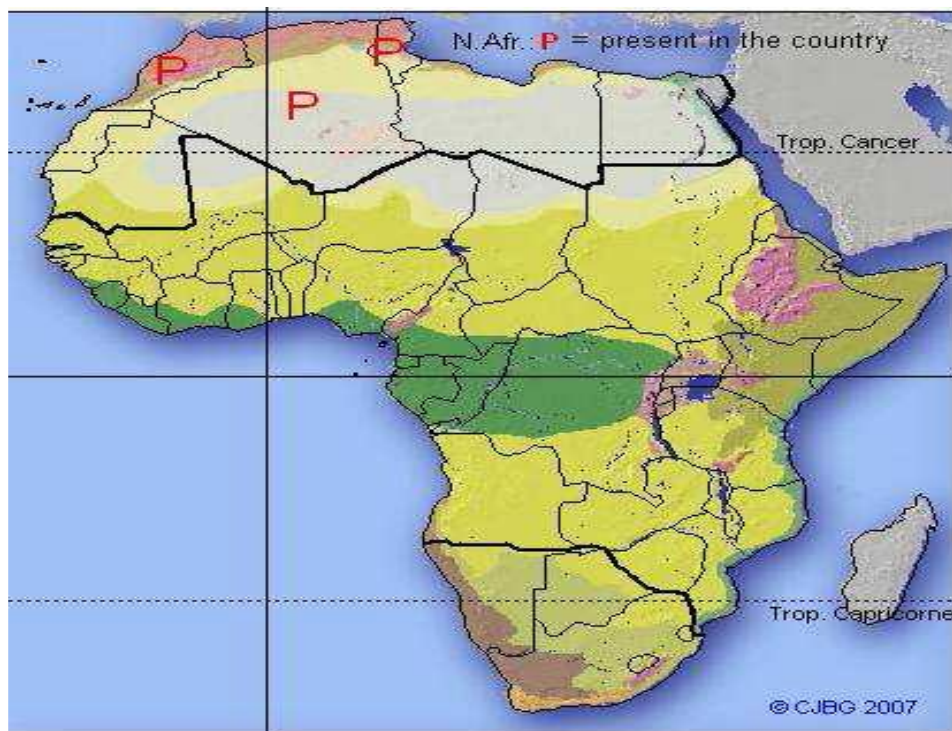 N.Afr.: P = present in the country
P P
P
Trop. Cancer
Trop. Capricorne
© CJBG 2007